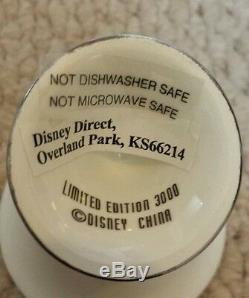 NOT DISHWASHER SAFE
NOT MICROWAVE SAFE
Disney Direct,
Overland Park, KS66214
LIMITED EDITION 3000
©DISNEY CHINA